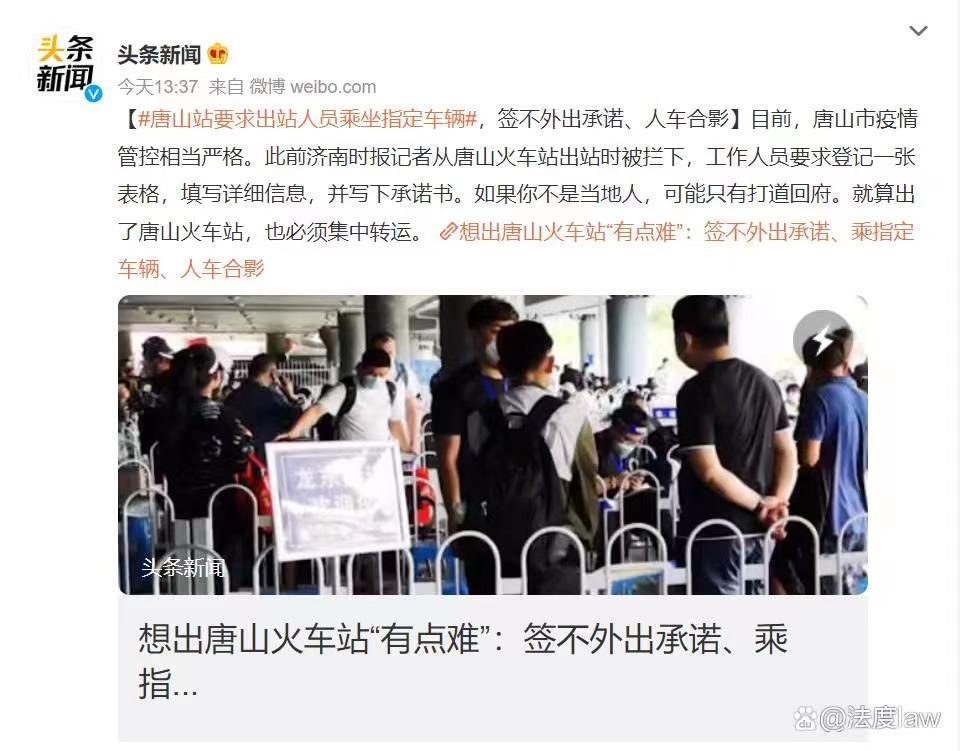 头条
新闻
头条新闻
今天13:37 来自 微博 weibo.com
【#唐山站要求出站人员乘坐指定车辆#，签不外出承诺、人车合影】目前，唐山市疫情
管控相当严格。此前济南时报记者从唐山火车站出站时被拦下，工作人员要求登记一张
表格，填写详细信息，并写下承诺书。如果你不是当地人，可能只有打道回府。就算出
了唐山火车站，也必须集中转运。 想出唐山火车站“有点难”：签不外出承诺、乘指定
车辆、人车合影
头条新闻
想出唐山火车站“有点难”：签不外出承诺、乘
指...
du @法度law